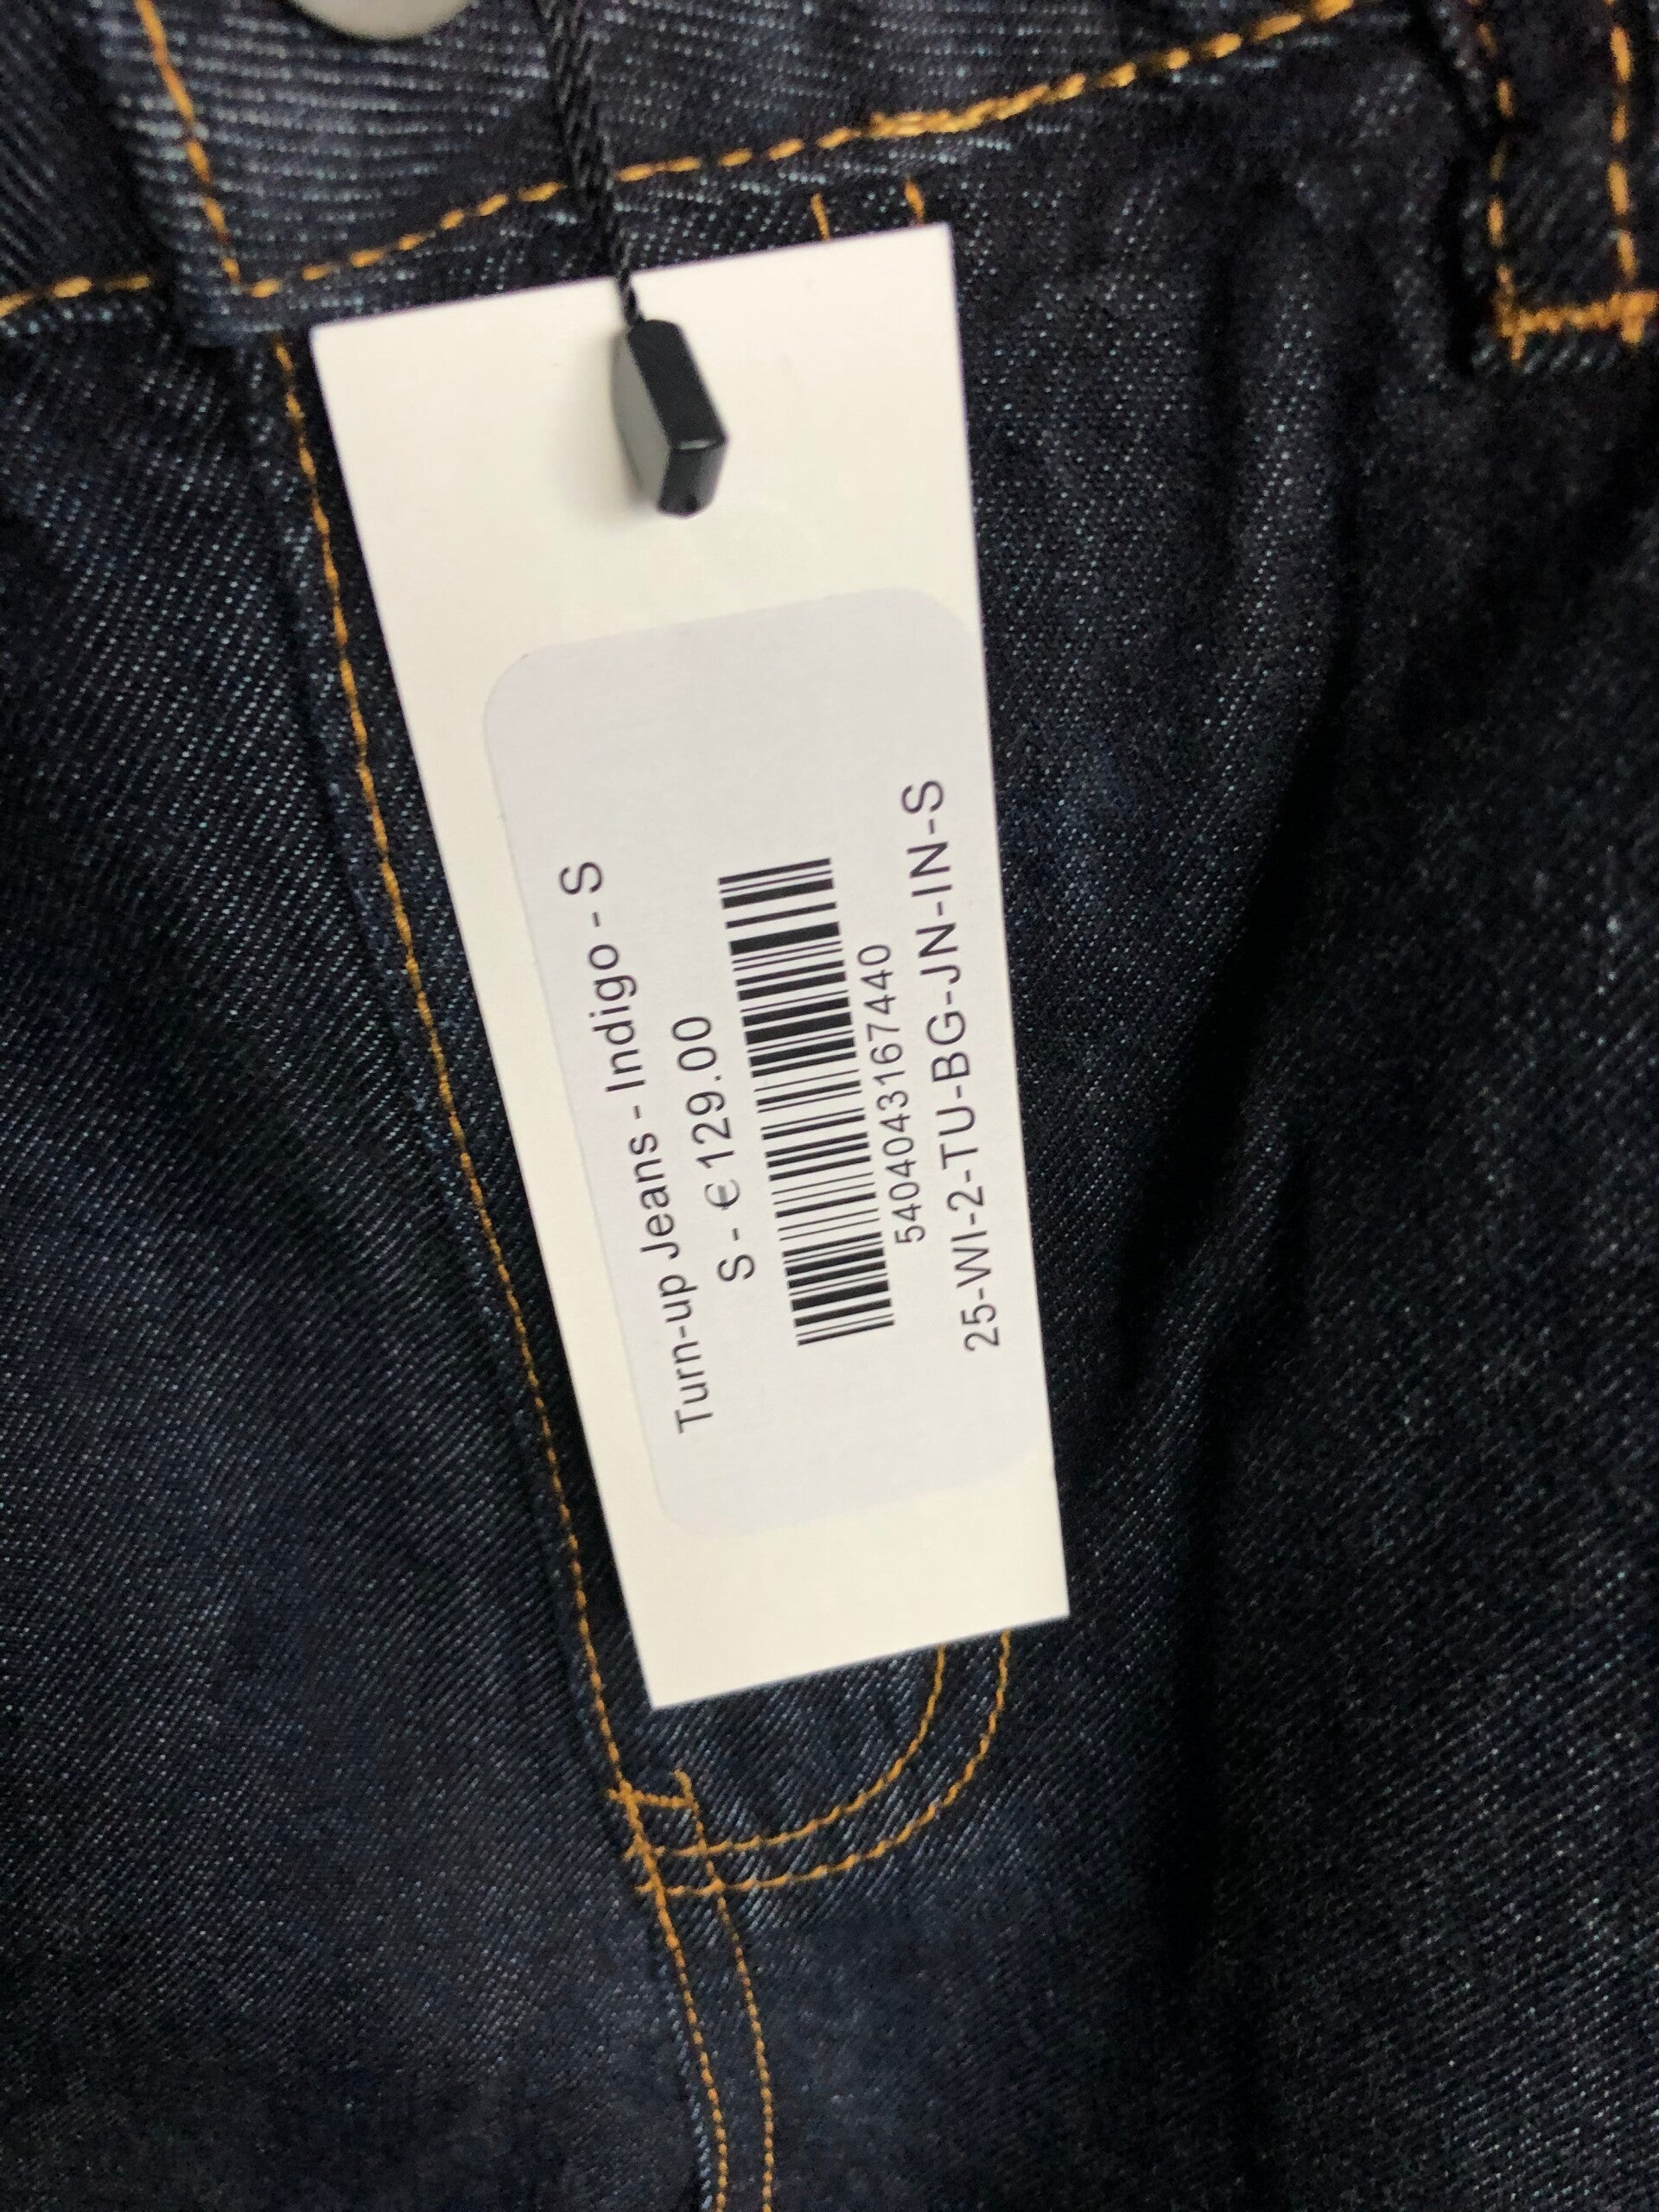 Turn-up Jeans - Indigo - S
S - € 129.00
5404043167440
25-WI-2-TU-BG-JN-IN-S